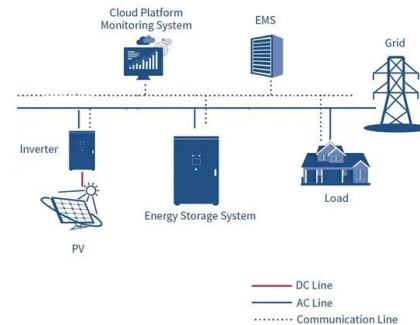 Cloud Platform
Monitoring System
EMS
Grid
Inverter
Energy Storage System
Load
PV
DC Line
AC Line
Communication Line